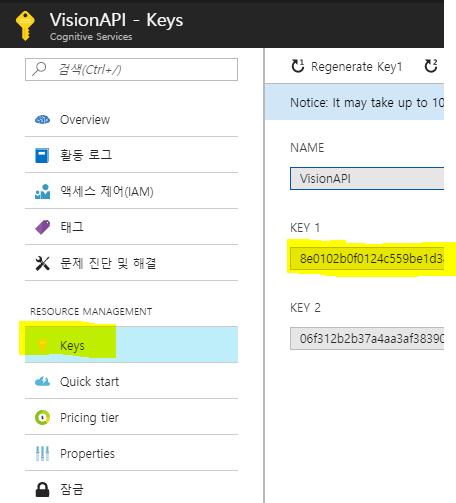 VisionAPI - Keys
Cognitive Services
검색(Ctrl+/)
Overview
활동 로그
액세스 제어(IAM)
태그
문제 진단 및 해결
RESOURCE MANAGEMENT
Keys
Quick start
Pricing tier
Properties
잠금
Regenerate Key1
Notice: It may take up to 10
NAME
VisionAPI
KEY 1
8e0102b0f0124c559be1d3
KEY 2
06f312b2b37a4aa3af38390